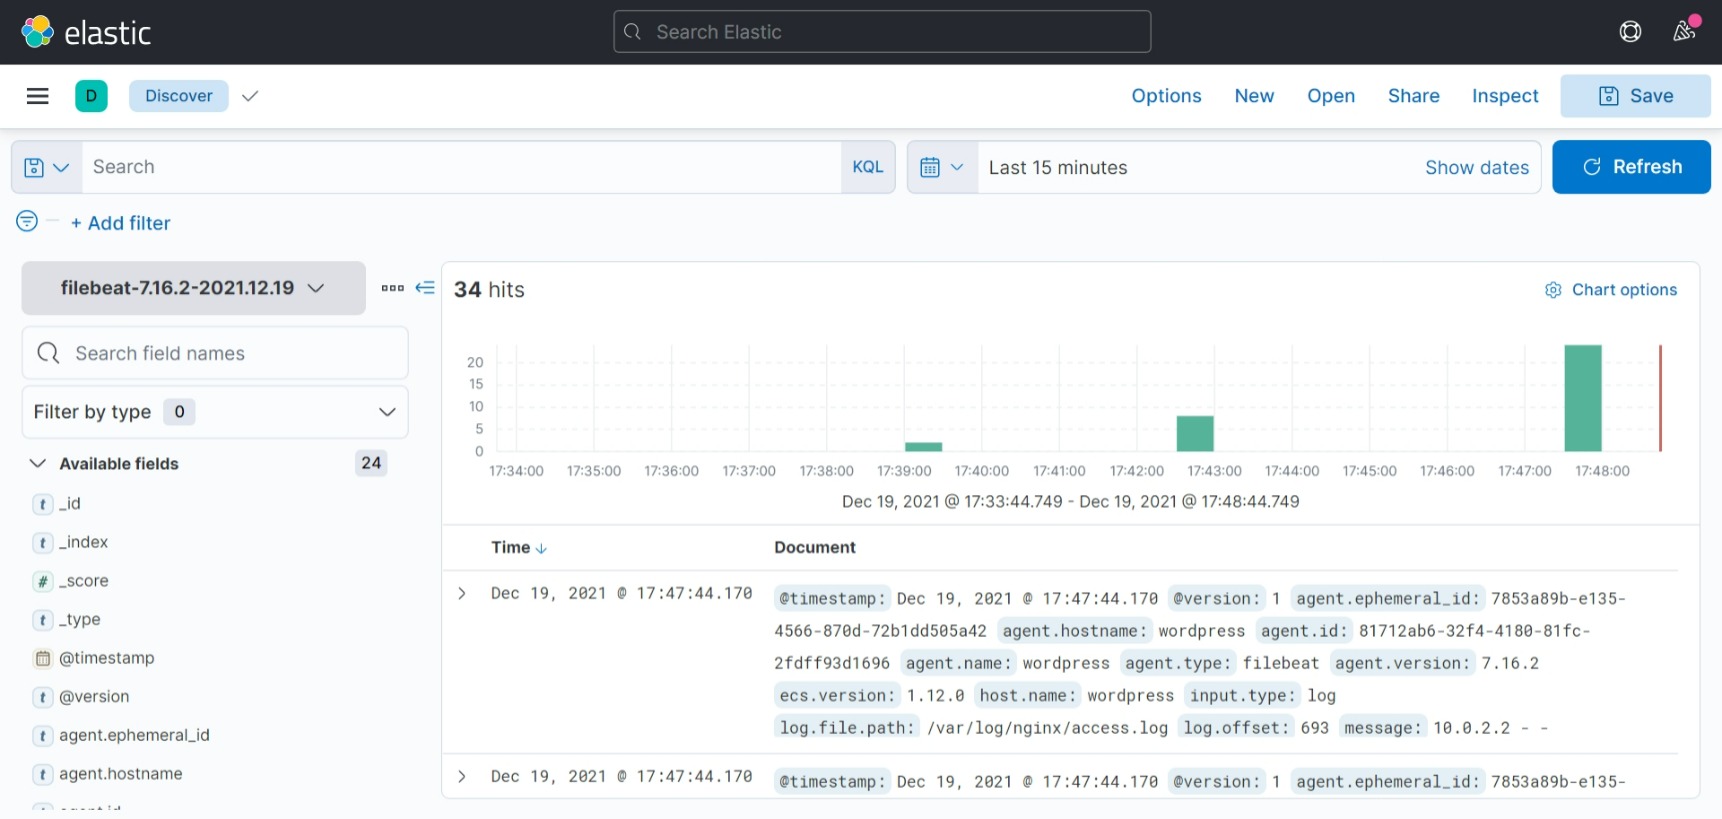 elastic
Search Elastic
D
Discover
Options
New
Open
Share
Inspect
Save
Search
KQL
Last 15 minutes
Show dates
Refresh
+ Add filter
filebeat-7.16.2-2021.12.19
34 hits
Chart options
Search field names
Filter by type 0
Available fields 24
t _id
t _index
# _score
t _type
@timestamp
t @version
t agent.ephemeral_id
t agent.hostname
20
15
10
5
0
17:34:00 17:35:00 17:36:00 17:37:00 17:38:00 17:39:00 17:40:00 17:41:00 17:42:00 17:43:00 17:44:00 17:45:00 17:46:00 17:47:00 17:48:00
Dec 19, 2021 @ 17:33:44.749 - Dec 19, 2021 @ 17:48:44.749
Time Document
Dec 19, 2021 @ 17:47:44.170
@timestamp: Dec 19, 2021 @ 17:47:44.170 @version: 1 agent.ephemeral_id: 7853a89b-e135-
4566-870d-72b1dd505a42 agent.hostname: wordpress agent.id: 81712ab6-32f4-4180-81fc-
2fdff93d1696 agent.name: wordpress agent.type: filebeat agent.version: 7.16.2
ecs.version: 1.12.0 host.name: wordpress input.type: log
log.file.path: /var/log/nginx/access.log log.offset: 693 message: 10.0.2.2 - -
Dec 19, 2021 @ 17:47:44.170
@timestamp: Dec 19, 2021 @ 17:47:44.170 @version: 1 agent.ephemeral_id: 7853a89b-e135-